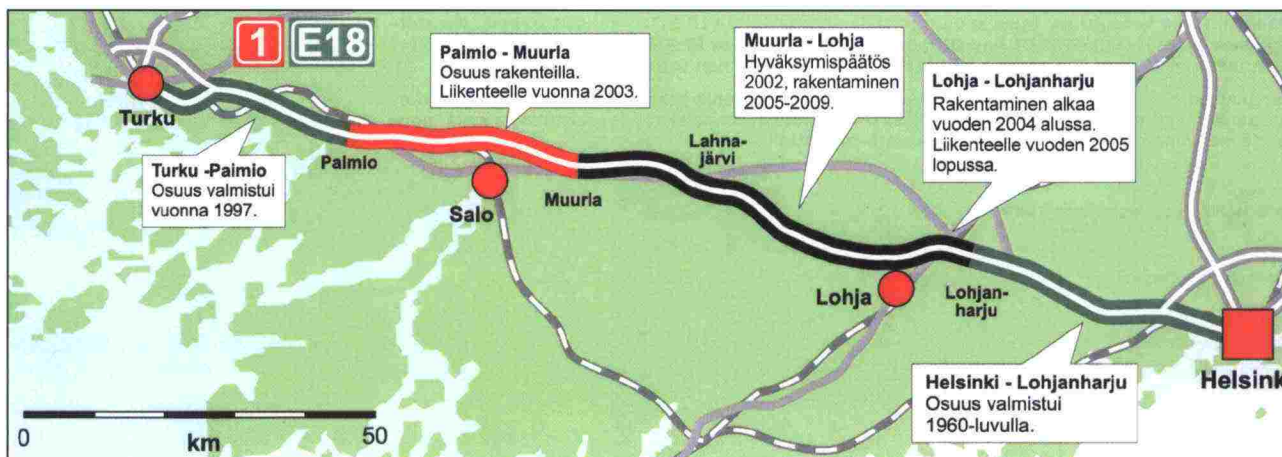 1 E18
Turku
Turku -Paimio
Osuus valmistui
vuonna 1997.
Paimio
Paimio - Muurla
Osuus rakenteilla.
Liikenteelle vuonna 2003.
Salo
Muurla
Lahna-
järvi
Muurla - Lohja
Hyväksymispäätös
2002, rakentaminen
2005-2009.
Lohja - Lohjanharju
Rakentaminen alkaa
vuoden 2004 alussa.
Liikenteelle vuoden 2005
lopussa.
Lohja
Lohjan-
harju
Helsinki - Lohjanharju
Osuus valmistui
1960-luvulla.
Helsink
0 km 50